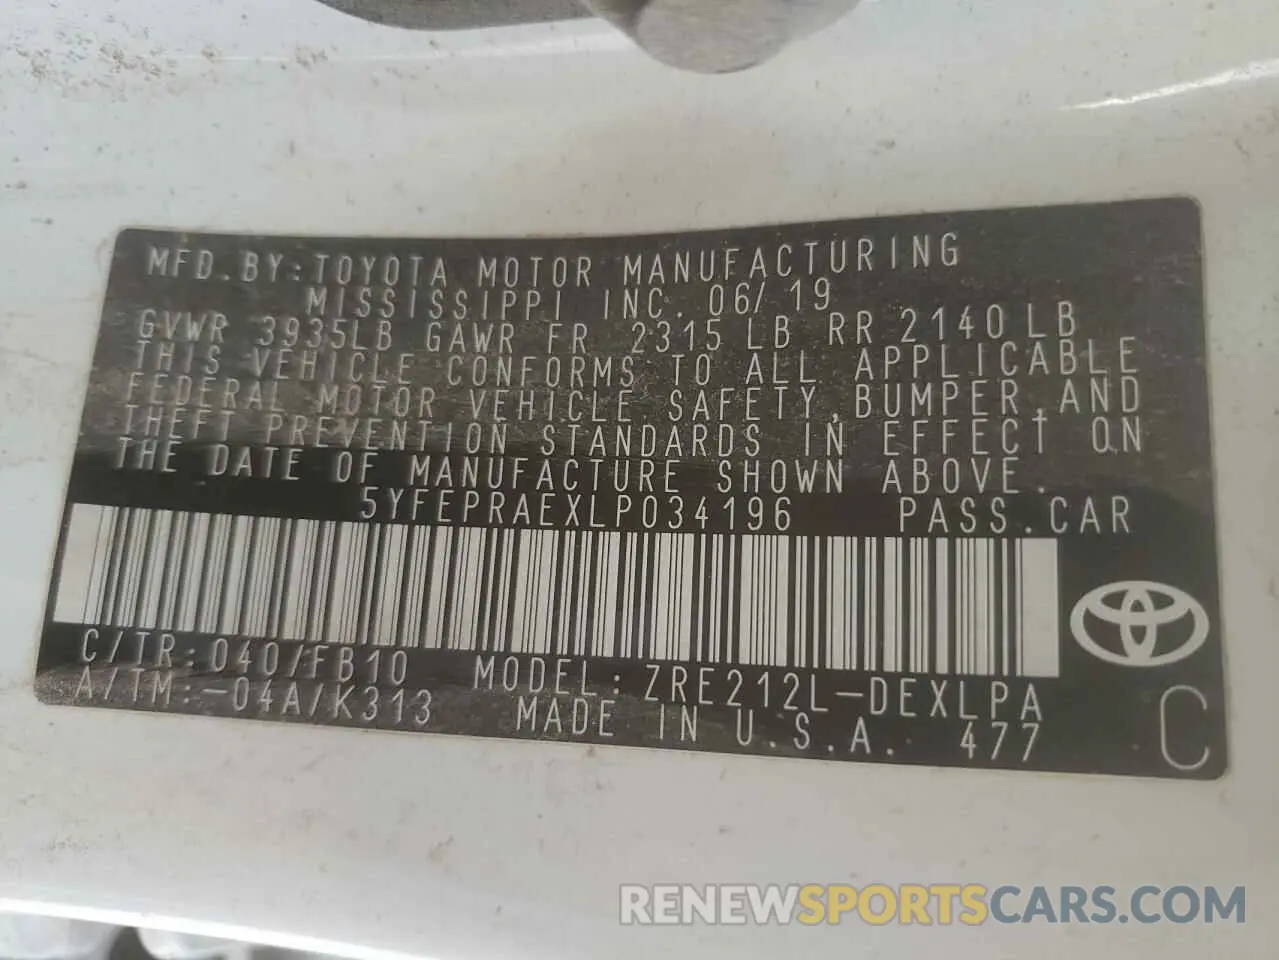 MFD.BY:TOYOTA MOTOR MANUFACTURING
MISSISSIPPI INC. 06/19
GVWR 3935LB GAWR FR 2315 LB RR 2140LB
THIS VEHICLE CONFORMS TO ALL APPLICABLE
FEDERAL MOTOR VEHICLE SAFETY,BUMPER,AND
THEFT PREVENTION STANDARDS IN EFFECT ON
THE DATE OF MANUFACTURE SHOWN ABOVE.
5YFEPRAEXLP034196 PASS.CAR
C/TR:040/FB10 MODEL:ZRE212L-DEXLPA
A/TM:-04A/K313 MADE IN U.S.A. 477 C
RENEWSPORTSCARS.COM